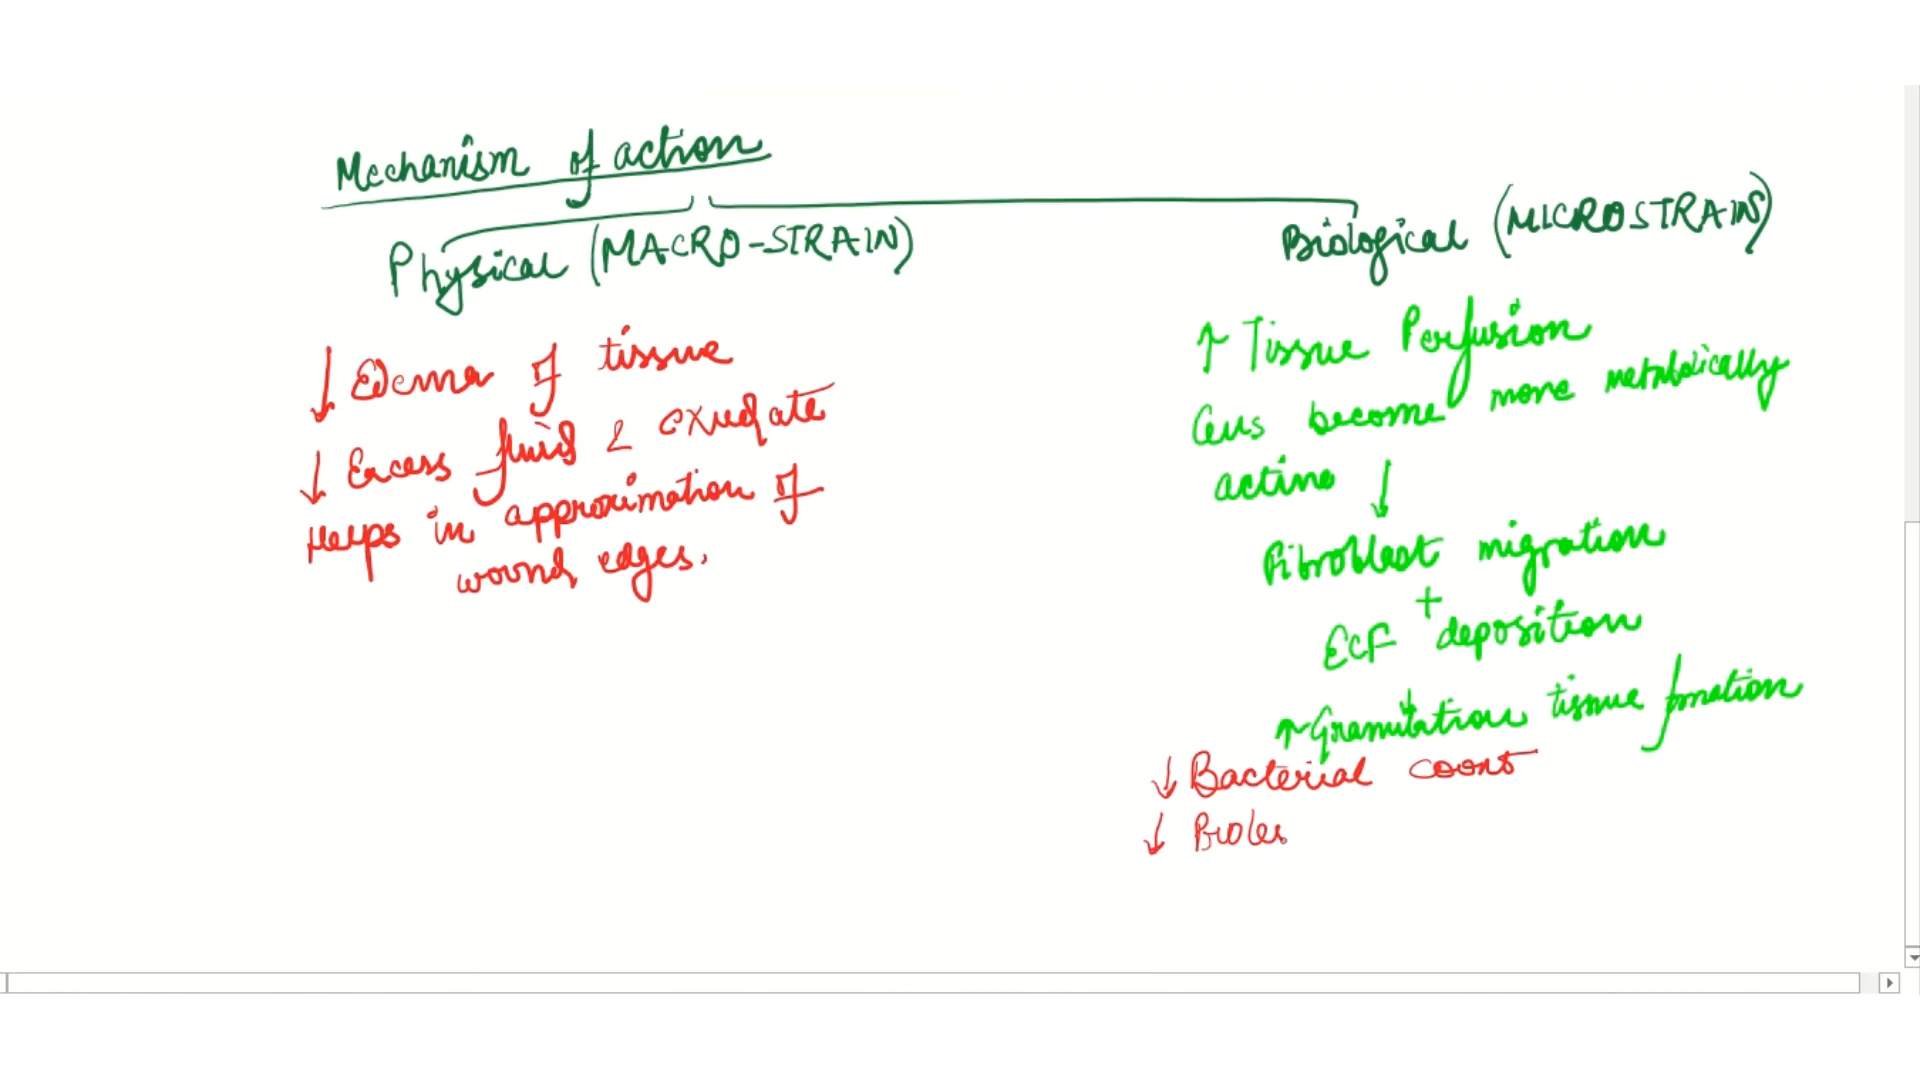 Mechanism of action
Physical (MACRO-STRAIN)
↓ Edema of tissue
↓ Excess fluid & exudate
Helps in approximation of
wound edges.
Biological (MICROSTRAIN)
↑ Tissue Perfusion
Cells become more metabolically
active ↓
Fibroblast migration
+
ECF deposition
↓
↑ Granulation tissue formation
↓ Bacterial count
↓